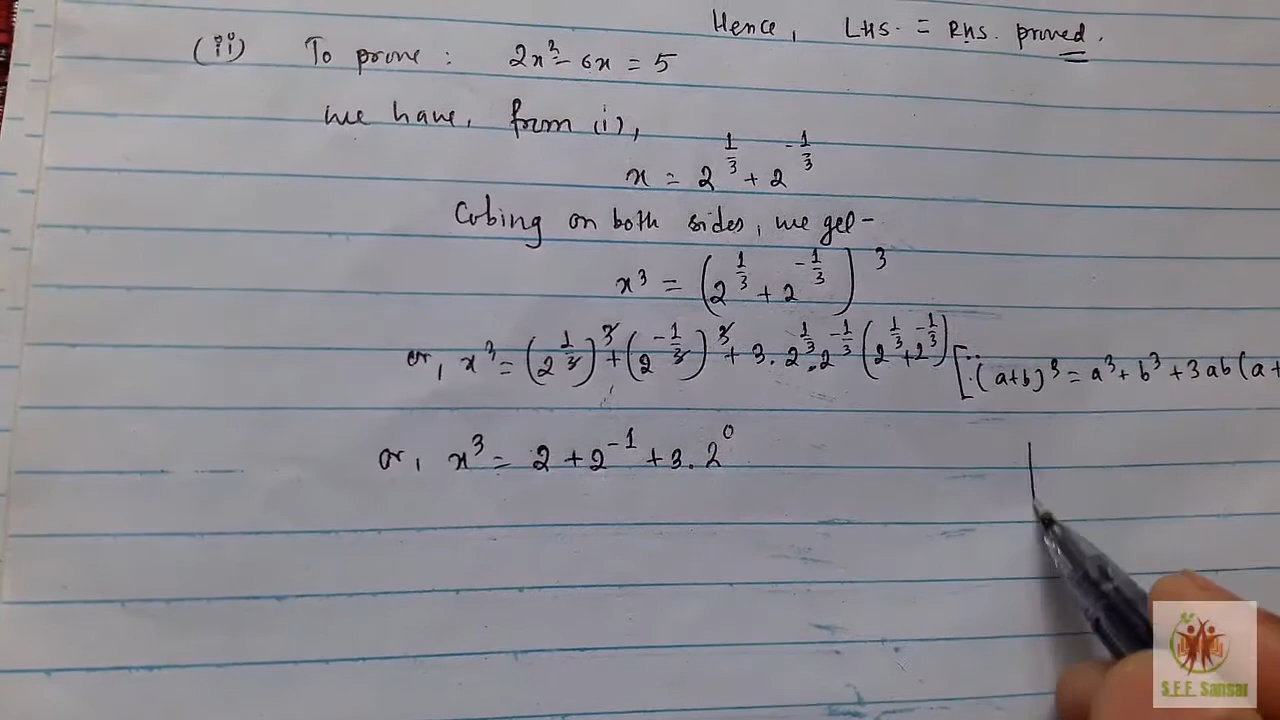 Hence, LHS. = RHS. proved.
(ii) To prove : 2x³ - 6x = 5
we have, from (i),
x = 2^{1/3} + 2^{-1/3}
Cubing on both sides, we get-
x³ = (2^{1/3} + 2^{-1/3})^3
or, x³ = (2^{1/3})^3 + (2^{-1/3})^3 + 3. 2^{1/3}. 2^{-1/3} (2^{1/3} + 2^{-1/3}) [∵ (a+b)³ = a³ + b³ + 3ab(a+
or, x³ = 2 + 2^{-1} + 3. 2^0
S.E.E. Sansar